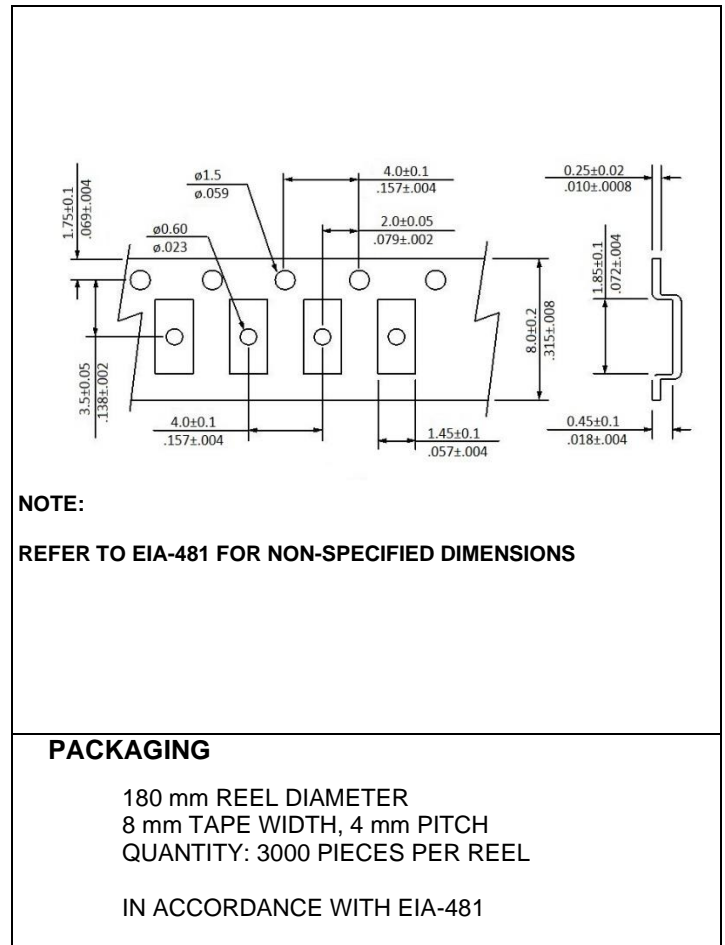 ø1.5
ø.059
4.0±0.1
.157±.004
0.25±0.02
.010±.0008
1.75±0.1
.069±.004
ø0.60
ø.023
2.0±0.05
.079±.002
1.85±0.1
.072±.004
8.0±0.2
.315±.008
3.5±0.05
.138±.002
4.0±0.1
.157±.004
1.45±0.1
.057±.004
0.45±0.1
.018±.004
NOTE:
REFER TO EIA-481 FOR NON-SPECIFIED DIMENSIONS
PACKAGING
180 mm REEL DIAMETER
8 mm TAPE WIDTH, 4 mm PITCH
QUANTITY: 3000 PIECES PER REEL
IN ACCORDANCE WITH EIA-481